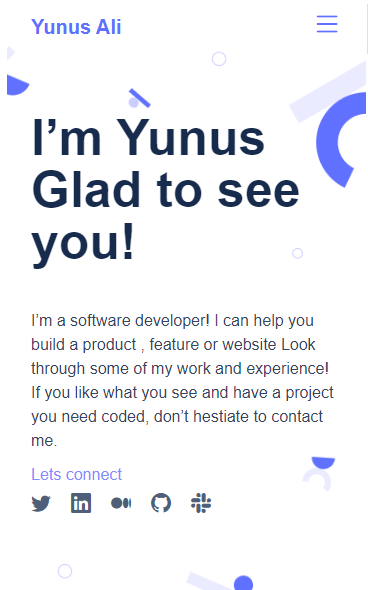 Yunus Ali
I’m Yunus
Glad to see
you!
I’m a software developer! I can help you
build a product , feature or website Look
through some of my work and experience!
If you like what you see and have a project
you need coded, don’t hestiate to contact
me.
Lets connect